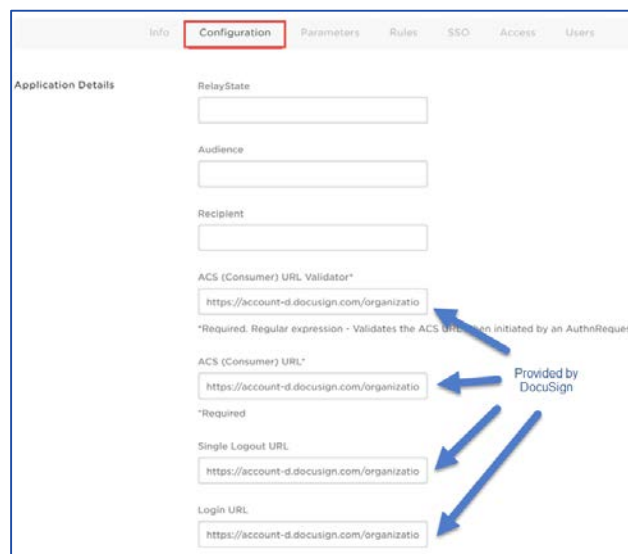 Info Configuration Parameters Rules SSO Access Users
Application Details
RelayState
Audience
Recipient
ACS (Consumer) URL Validator*
https://account-d.docusign.com/organizatio
*Required. Regular expression - Validates the ACS URL when initiated by an AuthnReques
ACS (Consumer) URL*
https://account-d.docusign.com/organizatio
*Required
Provided by
DocuSign
Single Logout URL
https://account-d.docusign.com/organizatio
Login URL
https://account-d.docusign.com/organizatio